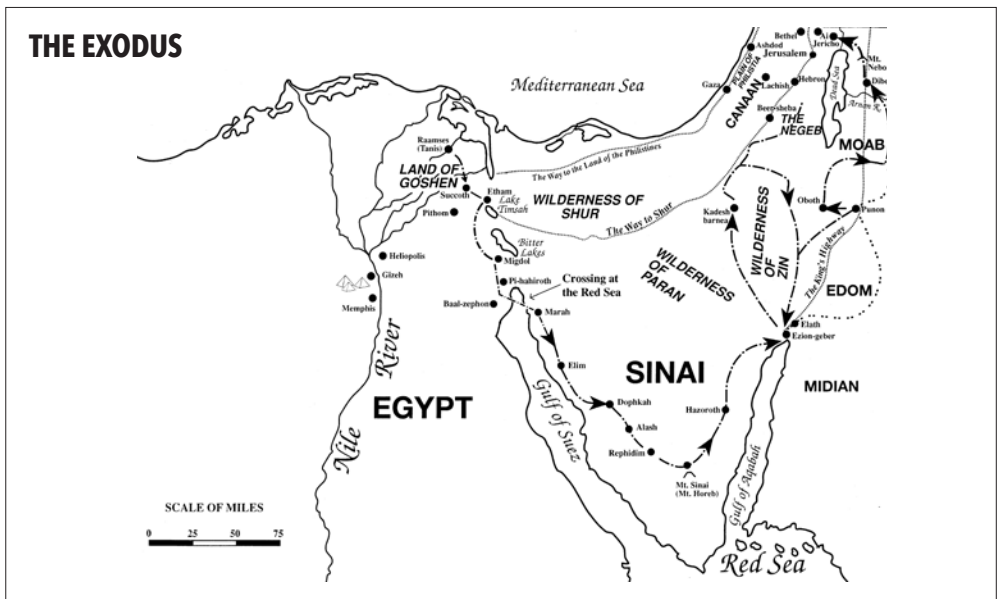 THE EXODUS
Mediterranean Sea
Bethel
Ai
Jericho
Ashdod
Jerusalem
Mt.
Nebo
PLAIN OF
PHILISTIA
Gaza
Lachish
Hebron
Dead Sea
CANAAN
Arnon R.
Beer-sheba
THE
NEGEB
MOAB
Raamses
(Tanis)
The Way to the Land of the Philistines
LAND OF
GOSHEN
Succoth
Etham
Lake
Timsah
WILDERNESS OF
SHUR
Pithom
The Way to Shur
Kadesh
barnea
WILDERNESS
OF
ZIN
Oboth
Punon
Bitter
Lakes
Heliopolis
Migdol
WILDERNESS
OF
PARAN
The King's Highway
Gizeh
Pi-hahiroth
Crossing at
the Red Sea
EDOM
Memphis
Baal-zephon
Marah
Elath
Ezion-geber
Nile
River
Elim
SINAI
MIDIAN
EGYPT
Gulf of Suez
Dophkah
Hazoroth
Alash
Rephidim
Mt. Sinai
(Mt. Horeb)
Gulf of Aqabah
SCALE OF MILES
0 25 50 75
Red Sea